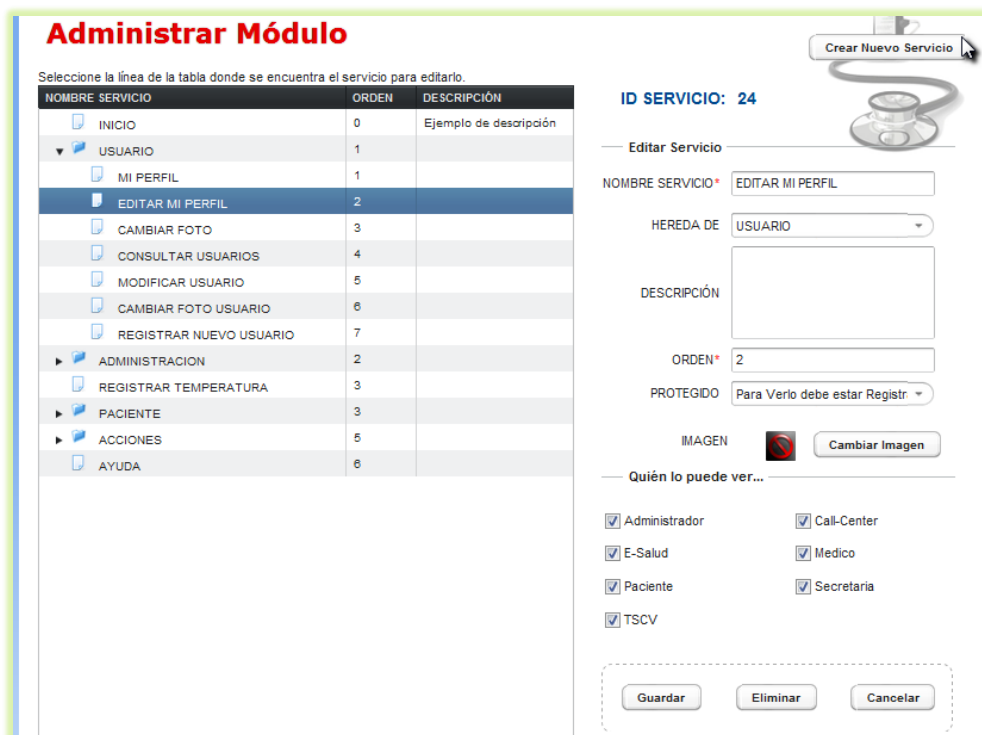 Administrar Módulo
Crear Nuevo Servicio
Seleccione la línea de la tabla donde se encuentra el servicio para editarlo.
NOMBRE SERVICIO ORDEN DESCRIPCIÓN
INICIO 0 Ejemplo de descripción
USUARIO 1
MI PERFIL 1
EDITAR MI PERFIL 2
CAMBIAR FOTO 3
CONSULTAR USUARIOS 4
MODIFICAR USUARIO 5
CAMBIAR FOTO USUARIO 6
REGISTRAR NUEVO USUARIO 7
ADMINISTRACION 2
REGISTRAR TEMPERATURA 3
PACIENTE 3
ACCIONES 5
AYUDA 6
ID SERVICIO: 24
Editar Servicio
NOMBRE SERVICIO* EDITAR MI PERFIL
HEREDA DE USUARIO
DESCRIPCIÓN
ORDEN* 2
PROTEGIDO Para Verlo debe estar Registr
IMAGEN Cambiar Imagen
Quién lo puede ver...
Administrador Call-Center
E-Salud Medico
Paciente Secretaria
TSCV
Guardar Eliminar Cancelar